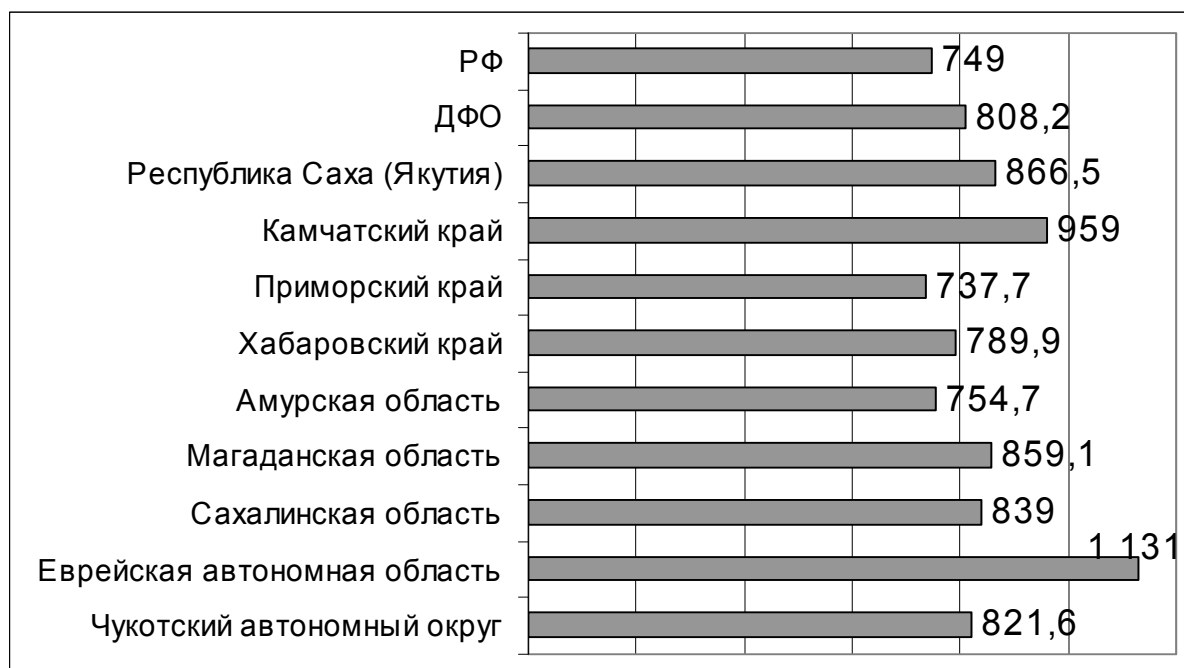 РФ 749
ДФО 808,2
Республика Саха (Якутия) 866,5
Камчатский край 959
Приморский край 737,7
Хабаровский край 789,9
Амурская область 754,7
Магаданская область 859,1
Сахалинская область 839
Еврейская автономная область 1 131
Чукотский автономный округ 821,6